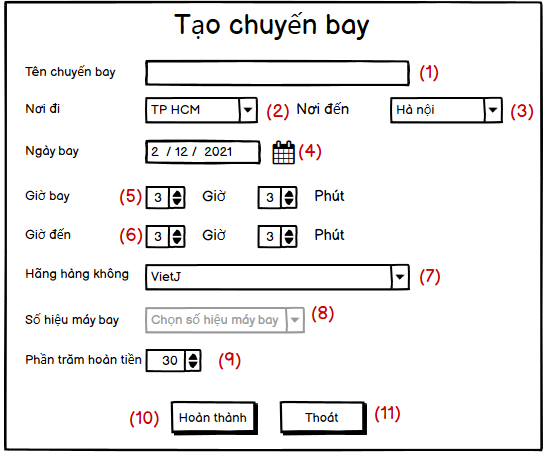 Tạo chuyến bay
Tên chuyến bay (1)
Nơi đi TP HCM (2) Nơi đến Hà nội (3)
Ngày bay 2 / 12 / 2021 (4)
Giờ bay (5) 3 Giờ 3 Phút
Giờ đến (6) 3 Giờ 3 Phút
Hãng hàng không VietJ (7)
Số hiệu máy bay Chọn số hiệu máy bay (8)
Phần trăm hoàn tiền 30 (9)
(10) Hoàn thành Thoát (11)